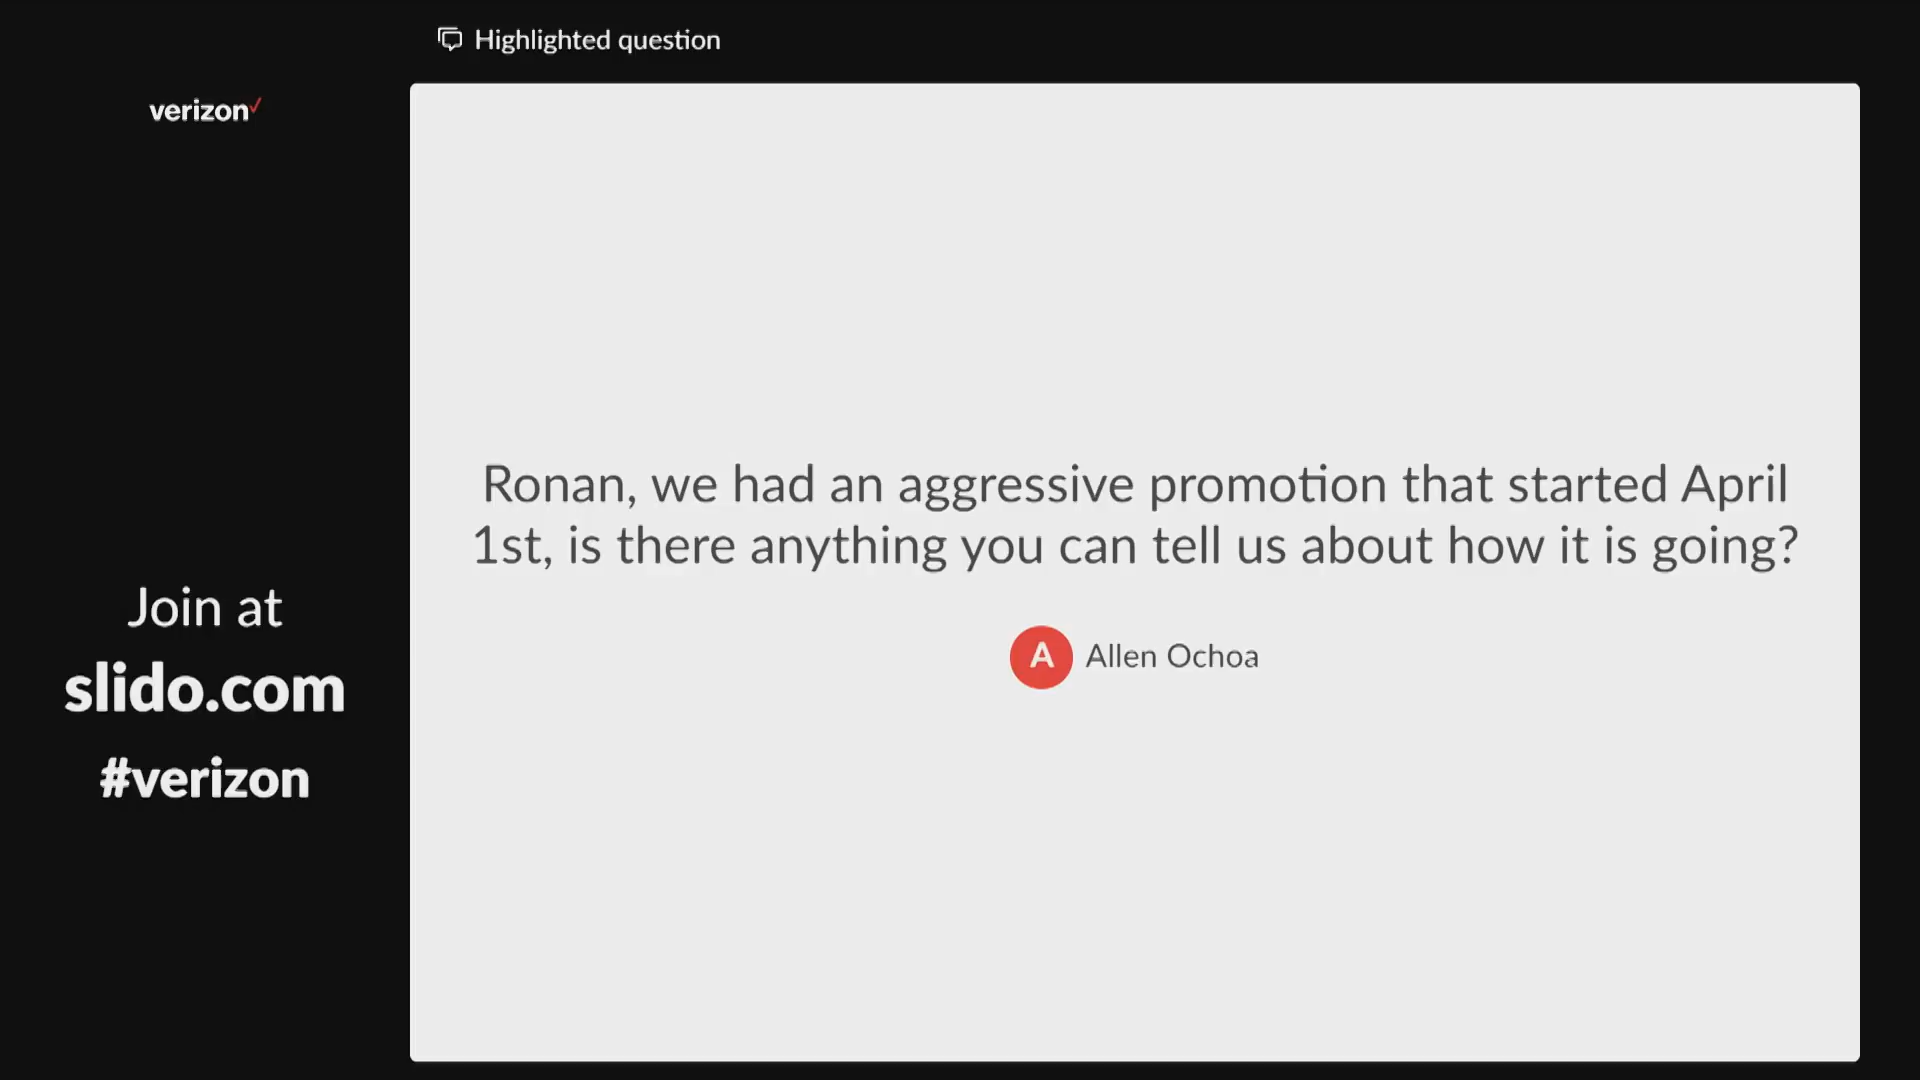 Highlighted question
verizon
Ronan, we had an aggressive promotion that started April
1st, is there anything you can tell us about how it is going?
A Allen Ochoa
Join at
slido.com
#verizon